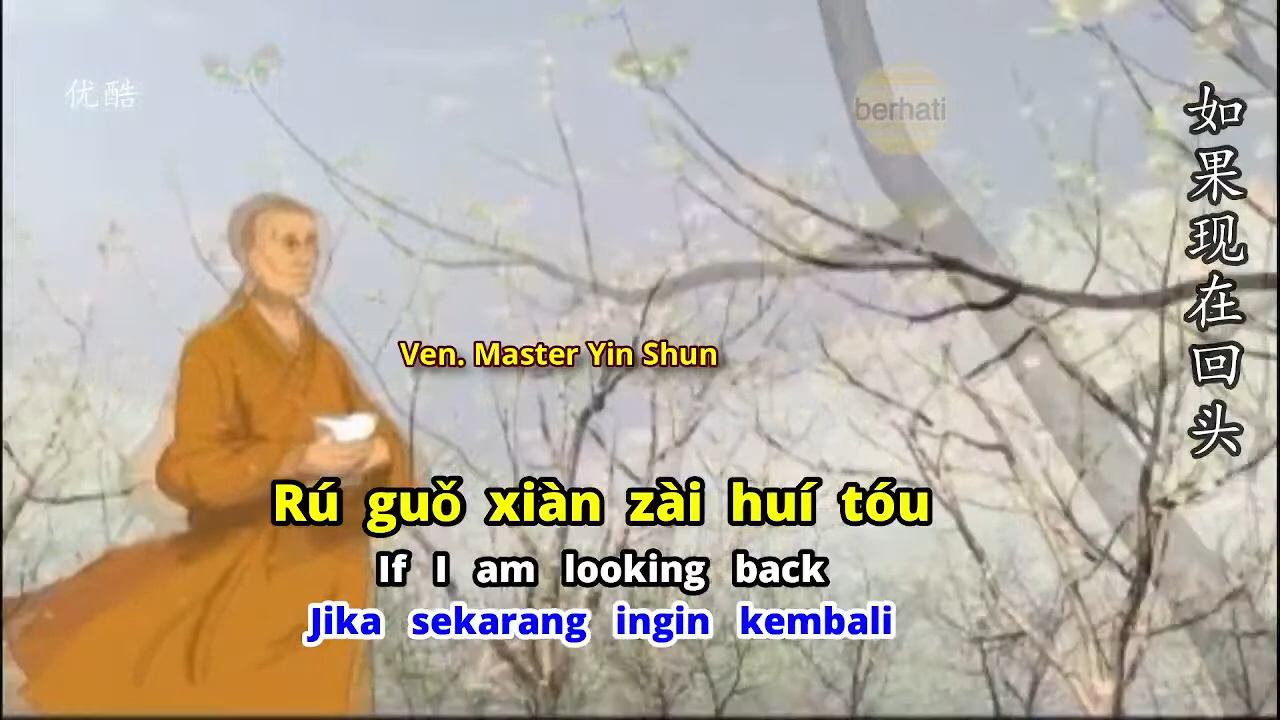 优酷
berhati
如果现在回头
Ven. Master Yin Shun
Rú guǒ xiàn zài huí tóu
If I am looking back
Jika sekarang ingin kembali